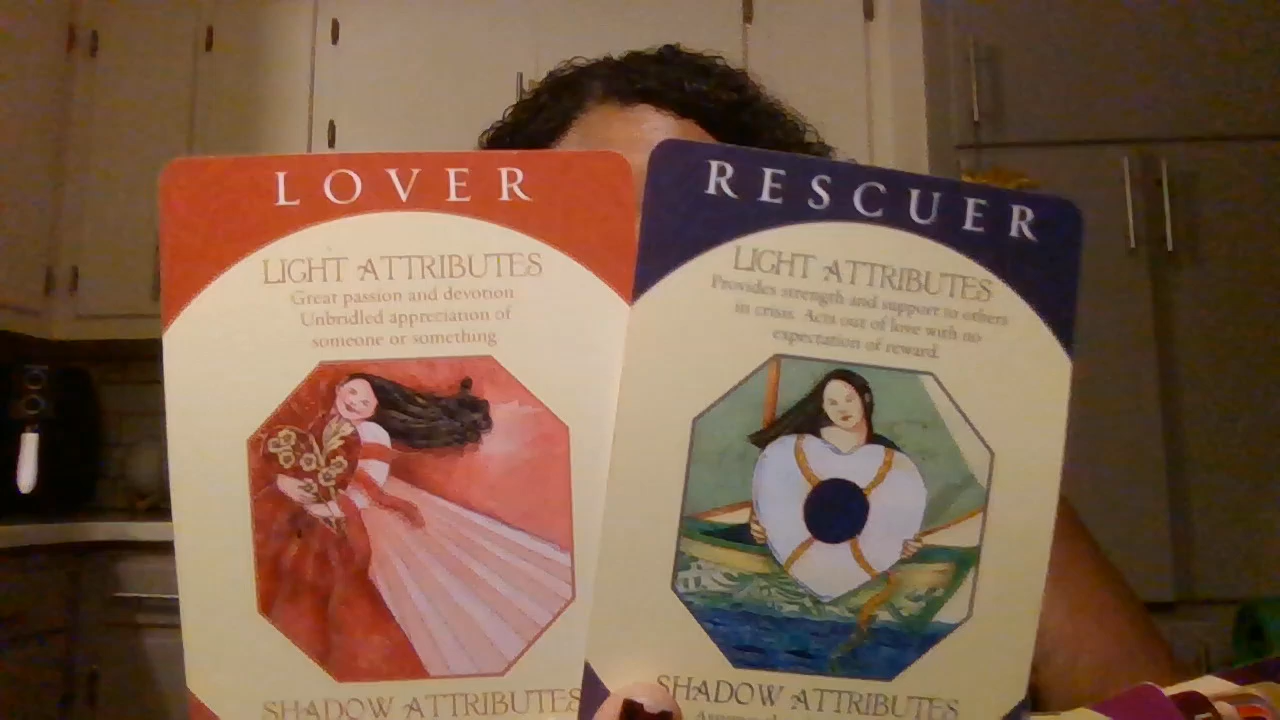 LOVER
LIGHT ATTRIBUTES
Great passion and devotion
Unbridled appreciation of
someone or something
SHADOW ATTRIBUTES
RESCUER
LIGHT ATTRIBUTES
Provides strength and support to others
in crisis. Acts out of love with no
expectation of reward.
SHADOW ATTRIBUTES